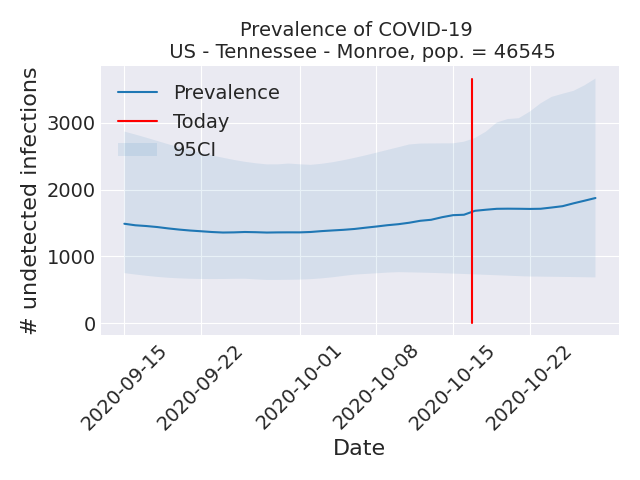 Prevalence of COVID-19
US - Tennessee - Monroe, pop. = 46545
# undetected infections
3000
2000
1000
0
Prevalence
Today
95CI
2020-09-15
2020-09-22
2020-10-01
2020-10-08
2020-10-15
2020-10-22
Date